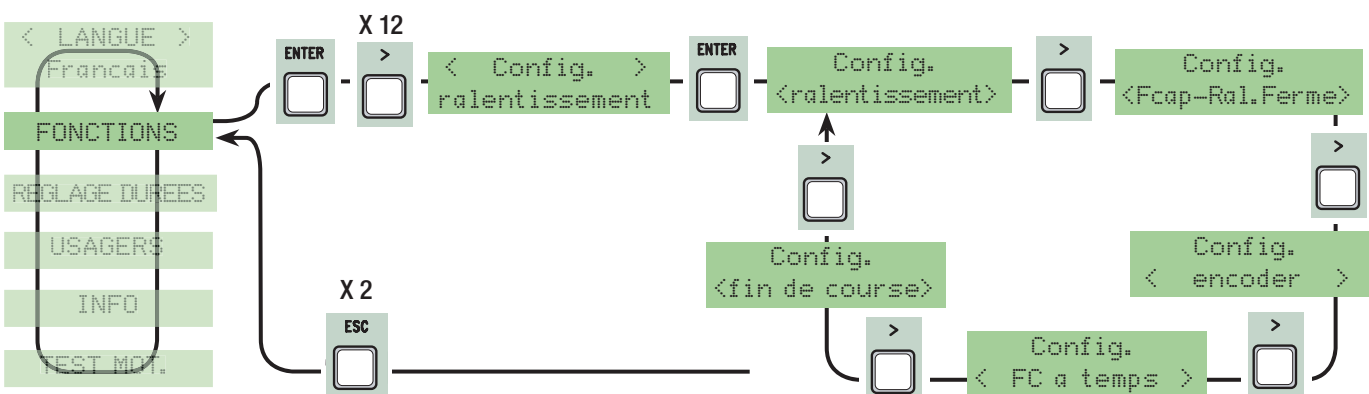 < LANGUE >
Francais
FONCTIONS
REGLAGE DUREES
USAGERS
INFO
TEST MOT.
ENTER
X 12
>
< Config. >
ralentissement
ENTER
Config.
<ralentissement>
>
Config.
<Fcap-Ral.Ferme>
>
Config.
< encoder >
>
Config.
< FC a temps >
>
Config.
<fin de course>
>
X 2
ESC